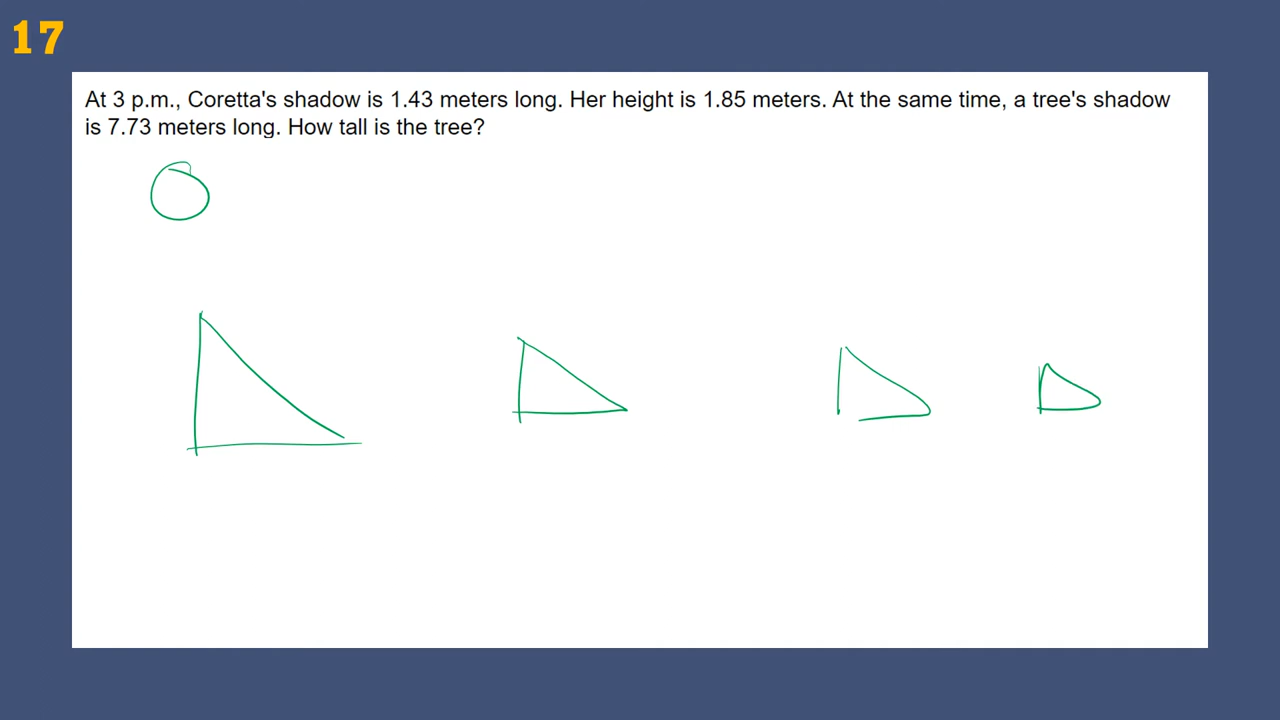 17
At 3 p.m., Coretta's shadow is 1.43 meters long. Her height is 1.85 meters. At the same time, a tree's shadow
is 7.73 meters long. How tall is the tree?